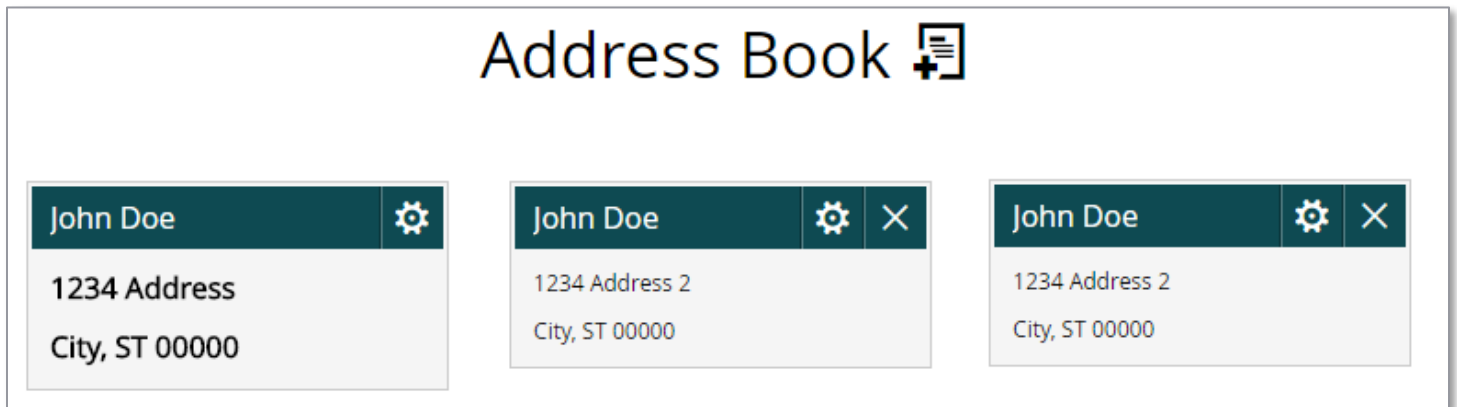 Address Book
John Doe
1234 Address
City, ST 00000
John Doe
1234 Address 2
City, ST 00000
John Doe
1234 Address 2
City, ST 00000